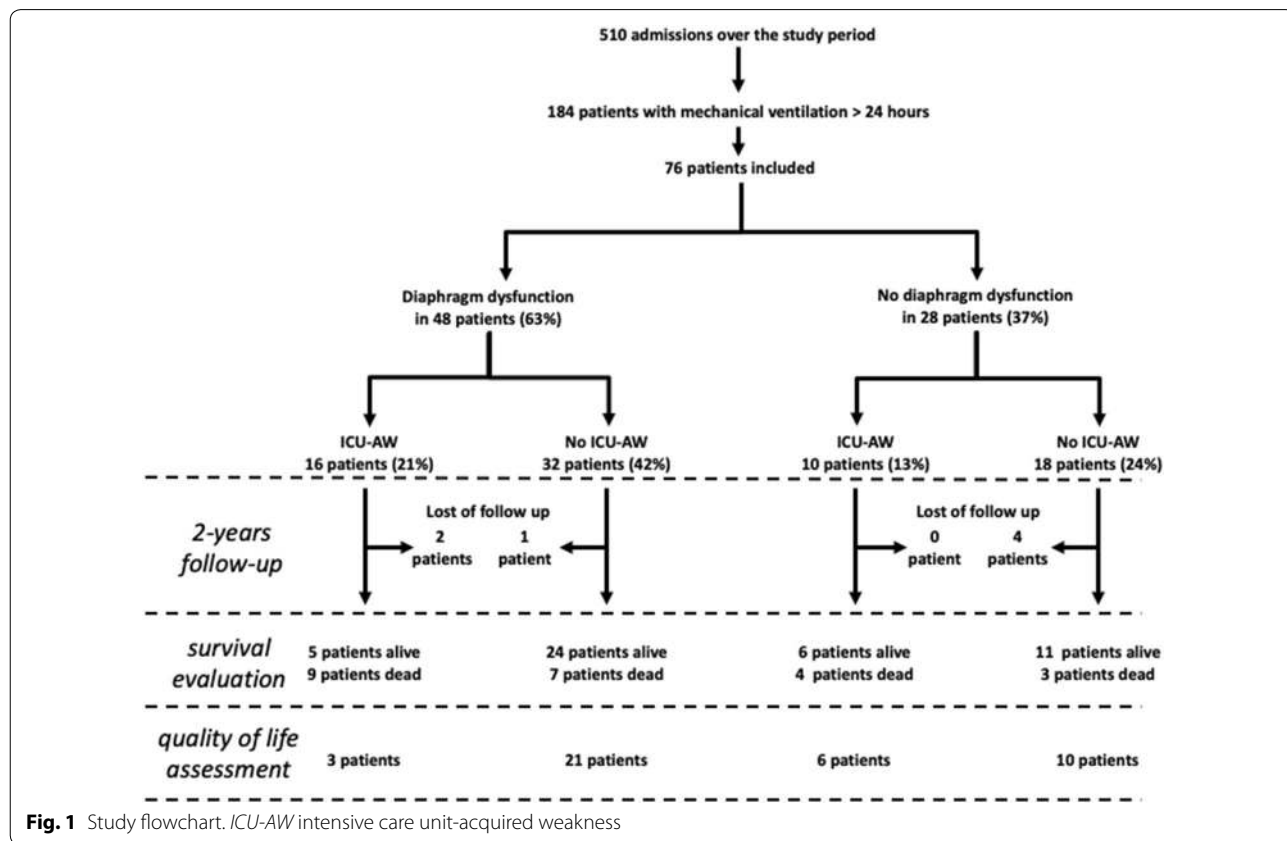 510 admissions over the study period
184 patients with mechanical ventilation > 24 hours
76 patients included
Diaphragm dysfunction
in 48 patients (63%)
No diaphragm dysfunction
in 28 patients (37%)
ICU-AW
16 patients (21%)
No ICU-AW
32 patients (42%)
ICU-AW
10 patients (13%)
No ICU-AW
18 patients (24%)
2-years
follow-up
Lost of follow up
2
patients
1
patient
Lost of follow up
0
patient
4
patients
survival
evaluation
5 patients alive
9 patients dead
24 patients alive
7 patients dead
6 patients alive
4 patients dead
11 patients alive
3 patients dead
quality of life
assessment
3 patients
21 patients
6 patients
10 patients
Fig. 1 Study flowchart. ICU-AW intensive care unit-acquired weakness